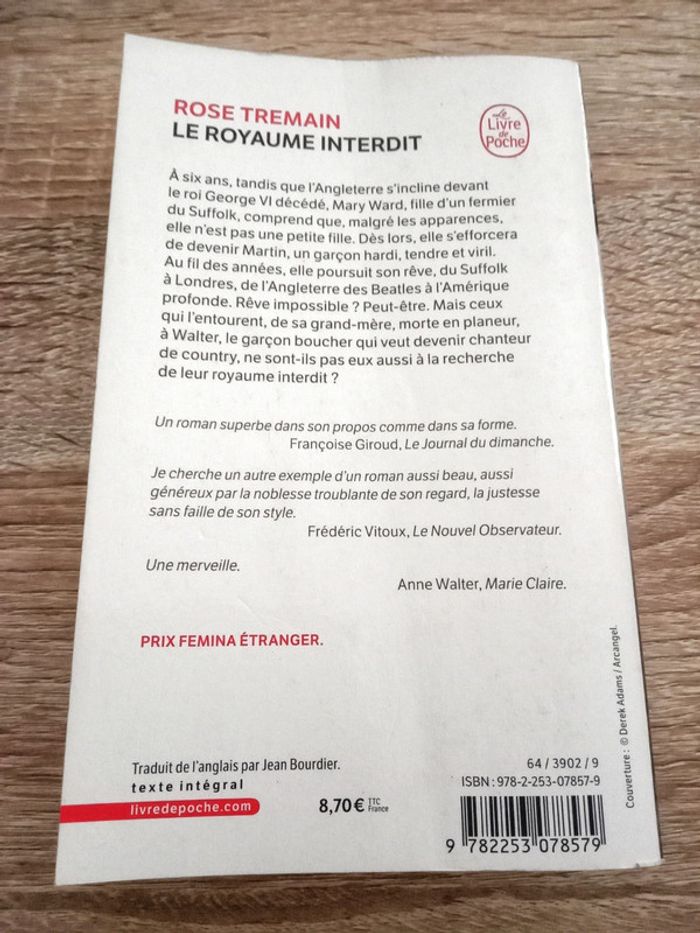 ROSE TREMAIN
LE ROYAUME INTERDIT
Le
Livre
de
Poche
À six ans, tandis que l'Angleterre s'incline devant
le roi George VI décédé, Mary Ward, fille d'un fermier
du Suffolk, comprend que, malgré les apparences,
elle n'est pas une petite fille. Dès lors, elle s'efforcera
de devenir Martin, un garçon hardi, tendre et viril.
Au fil des années, elle poursuit son rêve, du Suffolk
à Londres, de l'Angleterre des Beatles à l'Amérique
profonde. Rêve impossible ? Peut-être. Mais ceux
qui l'entourent, de sa grand-mère, morte en planeur,
à Walter, le garçon boucher qui veut devenir chanteur
de country, ne sont-ils pas eux aussi à la recherche
de leur royaume interdit ?
Un roman superbe dans son propos comme dans sa forme.
Françoise Giroud, Le Journal du dimanche.
Je cherche un autre exemple d'un roman aussi beau, aussi
généreux par la noblesse troublante de son regard, la justesse
sans faille de son style.
Frédéric Vitoux, Le Nouvel Observateur.
Une merveille.
Anne Walter, Marie Claire.
PRIX FEMINA ÉTRANGER.
Traduit de l'anglais par Jean Bourdier.
texte intégral
livredepoche.com
8,70 € TTC
France
64 / 3902 / 9
ISBN : 978-2-253-07857-9
9 782253 078579
Couverture : © Derek Adams / Arcangel.